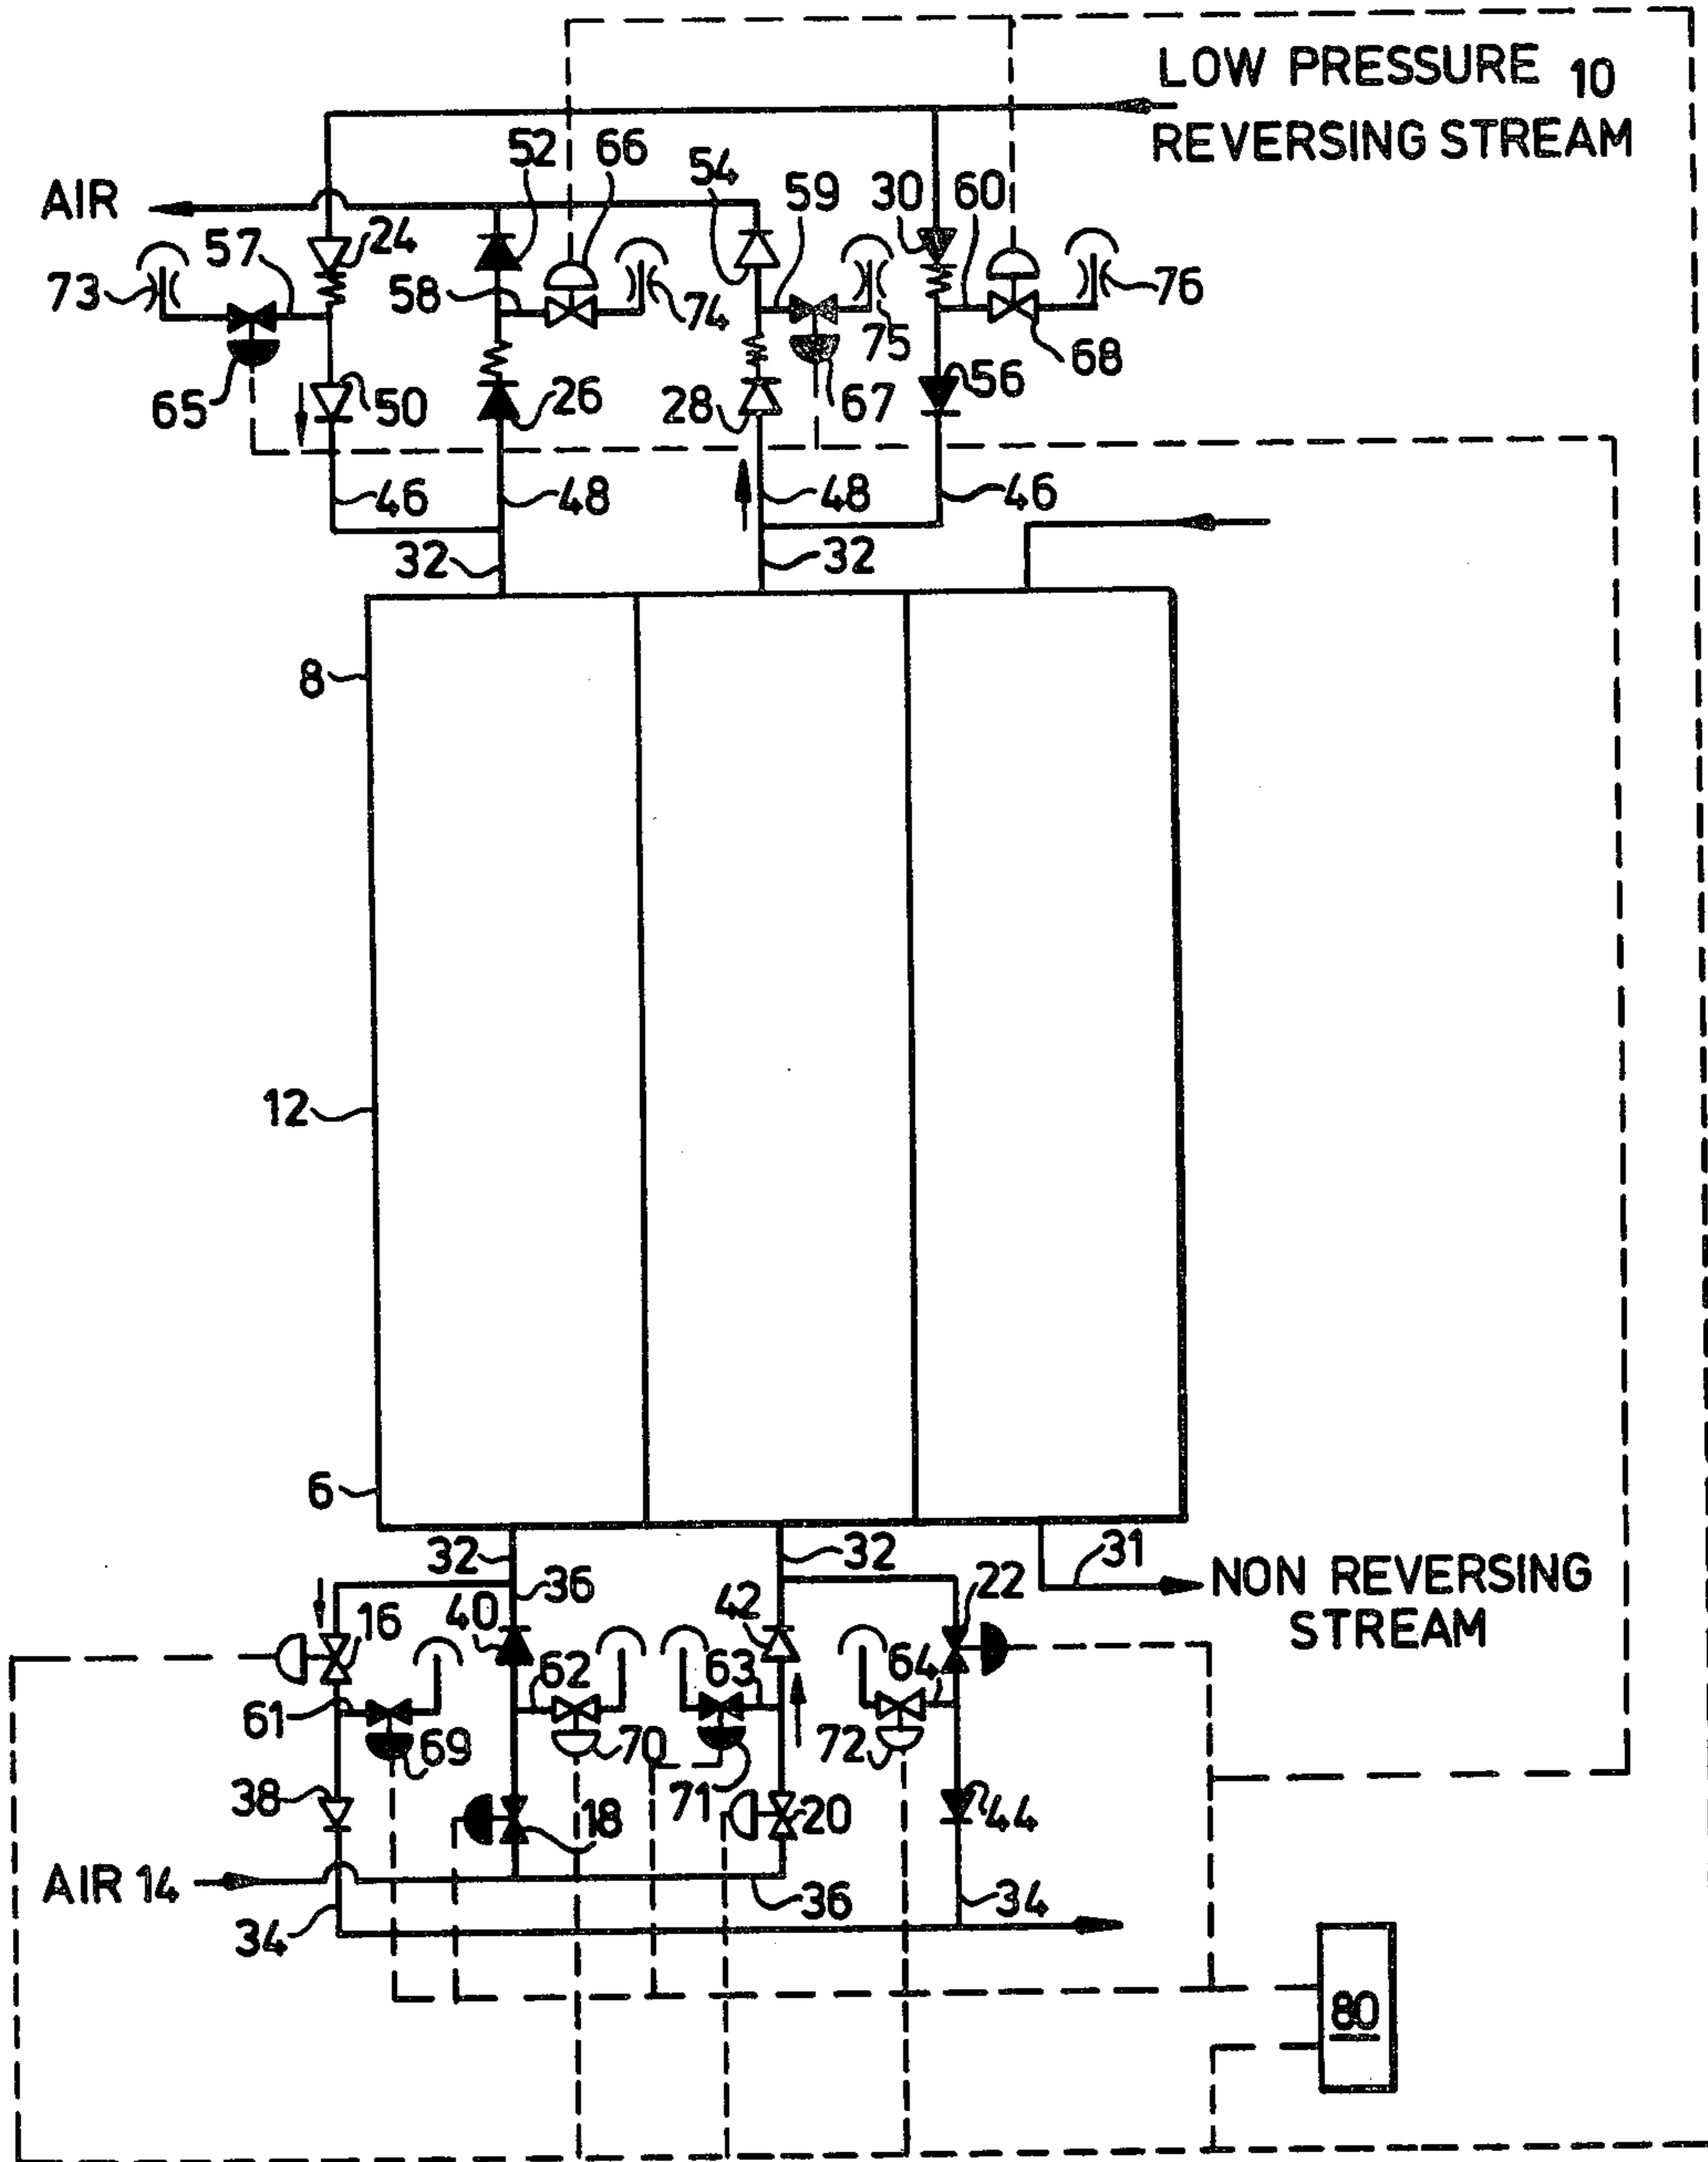 LOW PRESSURE 10
REVERSING STREAM
52 66 54 59 30 60
AIR
24
57
73
58 74 75 76
68
65 50 26 28 67 56
46 48 48 46
32 32
8
12
6
32 36 32 31
NON REVERSING
STREAM
22
16 40 42
62 63 64
61
69 70 72
71
38 18 20 44
AIR 14
36 34
34
80